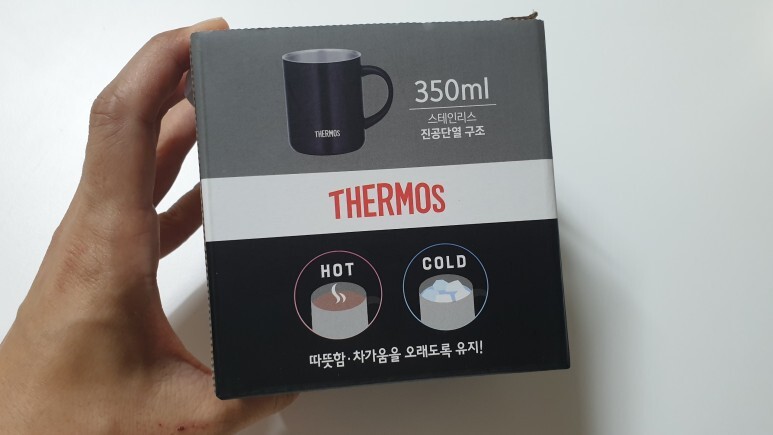 350ml
스테인리스
진공단열 구조
THERMOS
THERMOS
HOT
COLD
따뜻함·차가움을 오래도록 유지!